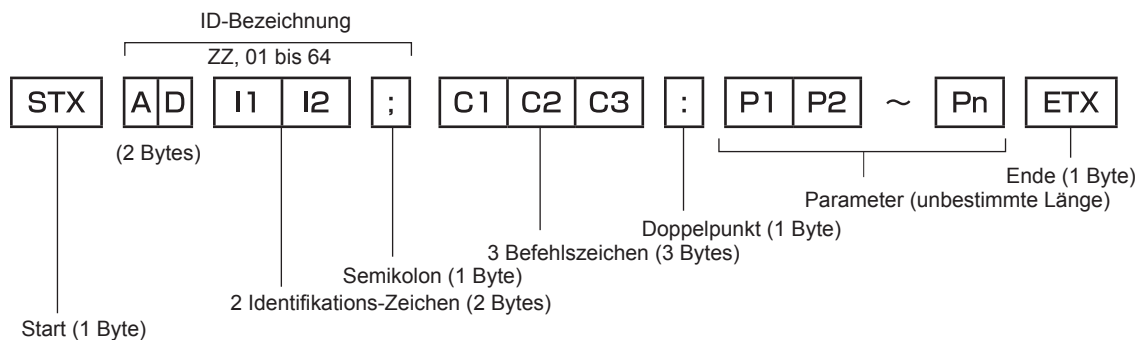 ID-Bezeichnung
ZZ, 01 bis 64
STX A D I1 I2 ; C1 C2 C3 : P1 P2 ～ Pn ETX
(2 Bytes)
Ende (1 Byte)
Parameter (unbestimmte Länge)
Doppelpunkt (1 Byte)
3 Befehlszeichen (3 Bytes)
Semikolon (1 Byte)
2 Identifikations-Zeichen (2 Bytes)
Start (1 Byte)